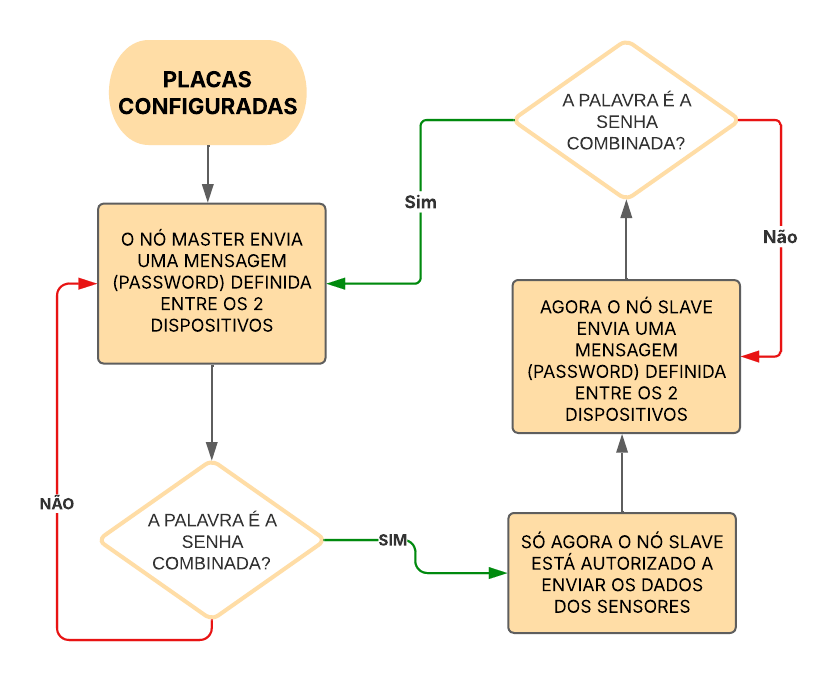 PLACAS
CONFIGURADAS
O NÓ MASTER ENVIA
UMA MENSAGEM
(PASSWORD) DEFINIDA
ENTRE OS 2
DISPOSITIVOS
NÃO
A PALAVRA É A
SENHA
COMBINADA?
SIM
SÓ AGORA O NÓ SLAVE
ESTÁ AUTORIZADO A
ENVIAR OS DADOS
DOS SENSORES
AGORA O NÓ SLAVE
ENVIA UMA
MENSAGEM
(PASSWORD) DEFINIDA
ENTRE OS 2
DISPOSITIVOS
A PALAVRA É A
SENHA
COMBINADA?
Sim
Não